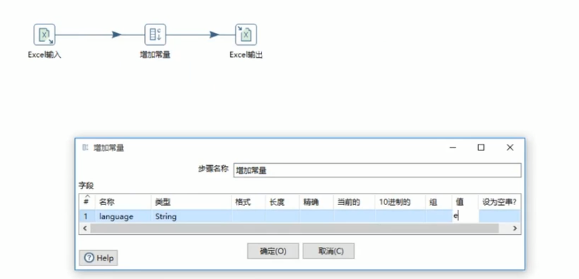 Excel输入
增加常量
Excel输出
增加常量
步骤名称 增加常量
字段
# 名称 类型 格式 长度 精确 当前的 10进制的 组 值 设为空串?
1 language String e
Help 确定(O) 取消(C)